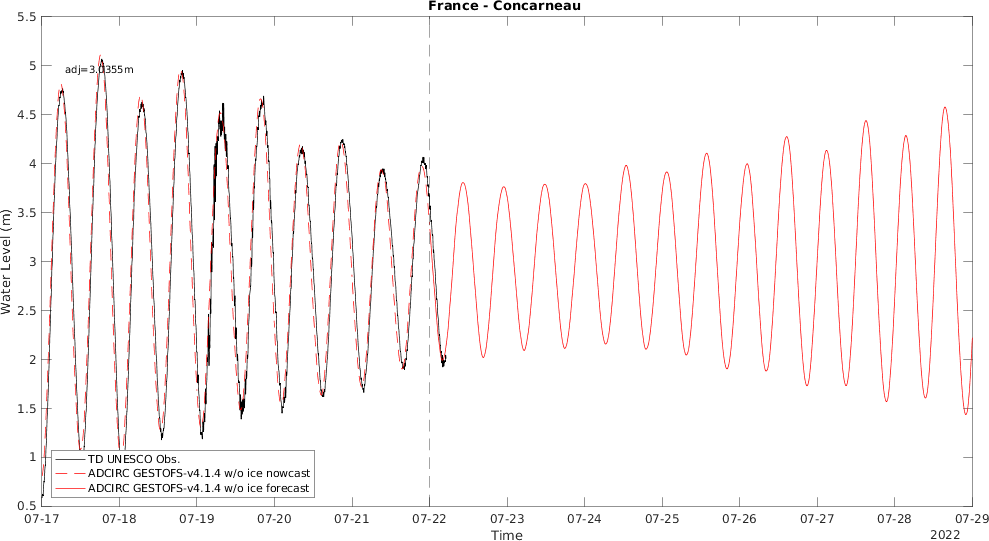 France - Concarneau
5.5
5
4.5
4
3.5
3
2.5
2
1.5
1
0.5
Water Level (m)
adj=3.0355m
TD UNESCO Obs.
ADCIRC GESTOFS-v4.1.4 w/o ice nowcast
ADCIRC GESTOFS-v4.1.4 w/o ice forecast
07-17 07-18 07-19 07-20 07-21 07-22 07-23 07-24 07-25 07-26 07-27 07-28 07-29
Time
2022